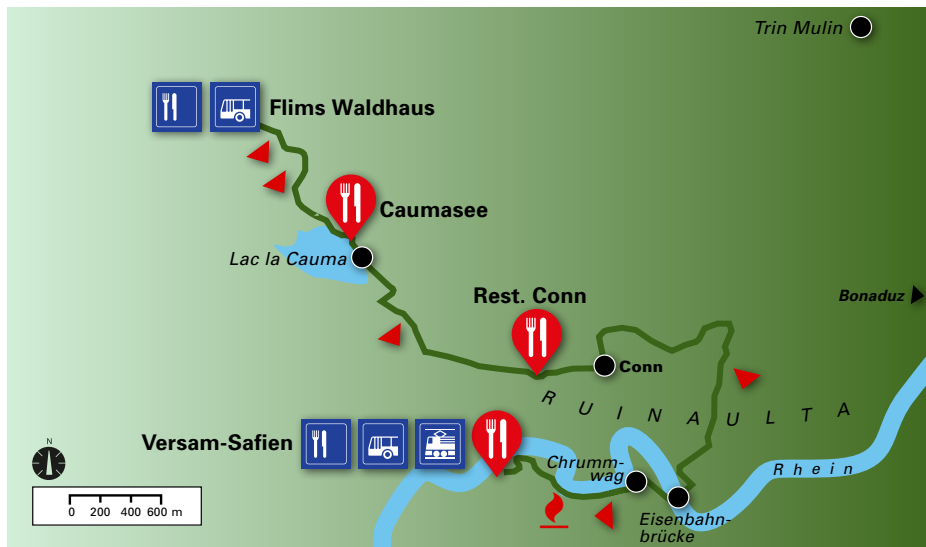 Trin Mulin
Flims Waldhaus
Caumasee
Lac la Cauma
Rest. Conn
Bonaduz
Conn
RUINAULTA
Versam-Safien
Chrumm-
wag
Rhein
Eisenbahn-
brücke
N
0 200 400 600 m